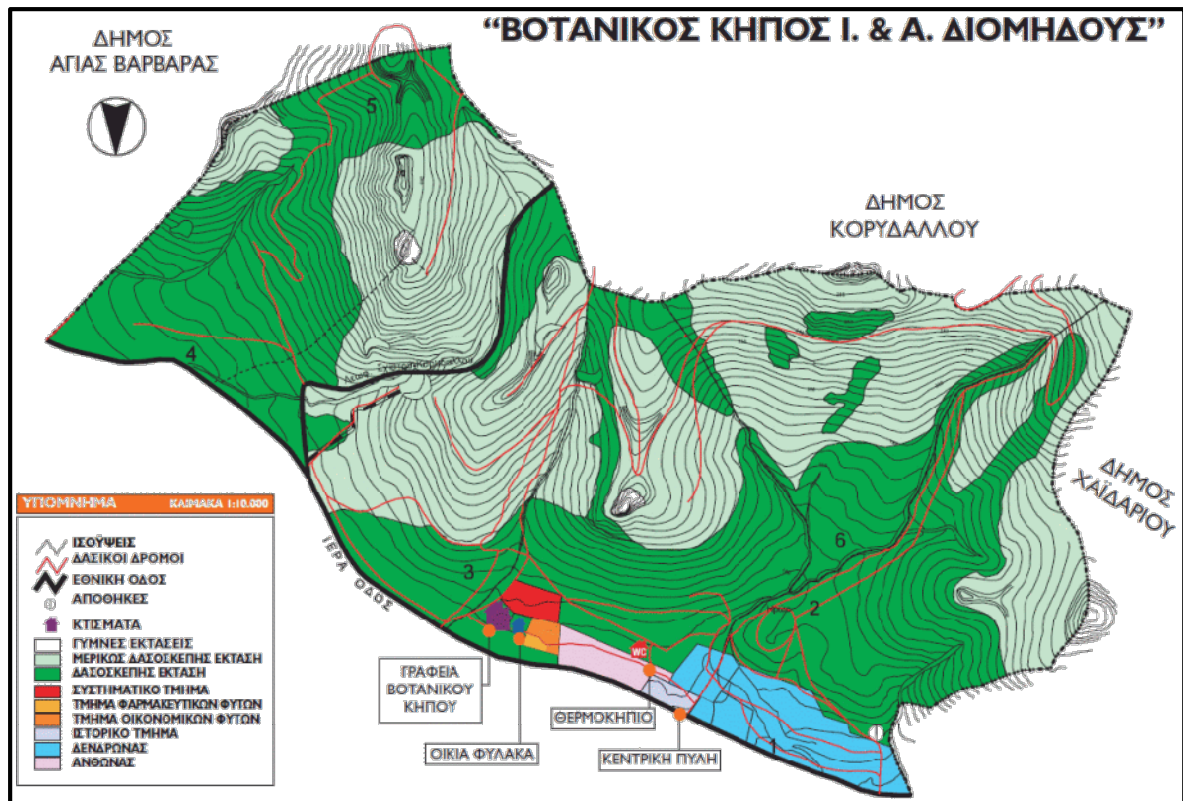 “ΒΟΤΑΝΙΚΟΣ ΚΗΠΟΣ Ι. & Α. ΔΙΟΜΗΔΟΥΣ”
ΔΗΜΟΣ
ΑΓΙΑΣ ΒΑΡΒΑΡΑΣ
5
ΔΗΜΟΣ
ΚΟΡΥΔΑΛΛΟΥ
4
ΔΗΜΟΣ
ΧΑΪΔΑΡΙΟΥ
ΥΠΟΜΝΗΜΑ ΚΛΙΜΑΚΑ 1:10.000
ΙΣΟΫΨΕΙΣ
ΔΑΣΙΚΟΙ ΔΡΟΜΟΙ
ΕΘΝΙΚΗ ΟΔΟΣ
ΑΠΟΘΗΚΕΣ
ΚΤΙΣΜΑΤΑ
ΓΥΜΝΕΣ ΕΚΤΑΣΕΙΣ
ΜΕΡΙΚΩΣ ΔΑΣΟΣΚΕΠΗΣ ΕΚΤΑΣΗ
ΔΑΣΟΣΚΕΠΗΣ ΕΚΤΑΣΗ
ΣΥΣΤΗΜΑΤΙΚΟ ΤΜΗΜΑ
ΤΜΗΜΑ ΦΑΡΜΑΚΕΥΤΙΚΩΝ ΦΥΤΩΝ
ΤΜΗΜΑ ΟΙΚΟΝΟΜΙΚΩΝ ΦΥΤΩΝ
ΙΣΤΟΡΙΚΟ ΤΜΗΜΑ
ΔΕΝΔΡΩΝΑΣ
ΑΝΘΩΝΑΣ
ΙΕΡΑ ΟΔΟΣ
6
3
2
WC
1
ΓΡΑΦΕΙΑ
ΒΟΤΑΝΙΚΟΥ
ΚΗΠΟΥ
ΟΙΚΙΑ ΦΥΛΑΚΑ
ΘΕΡΜΟΚΗΠΙΟ
ΚΕΝΤΡΙΚΗ ΠΥΛΗ